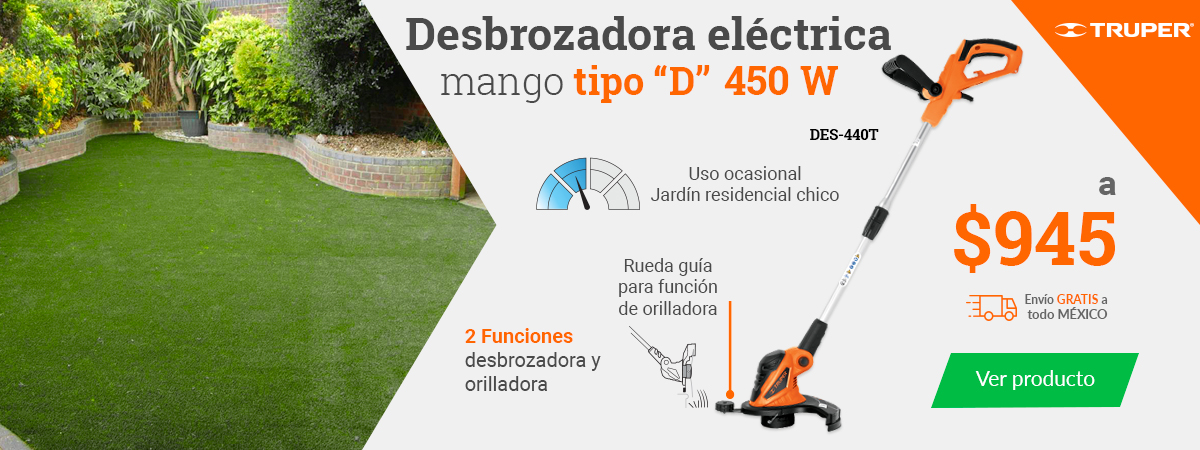 Desbrozadora eléctrica
mango tipo “D” 450 W
TRUPER®
DES-440T
Uso ocasional
Jardín residencial chico
a
$945
Envío GRATIS a
todo MÉXICO
Ver producto
Rueda guía
para función
de orilladora
2 Funciones
desbrozadora y
orilladora
TRUPER